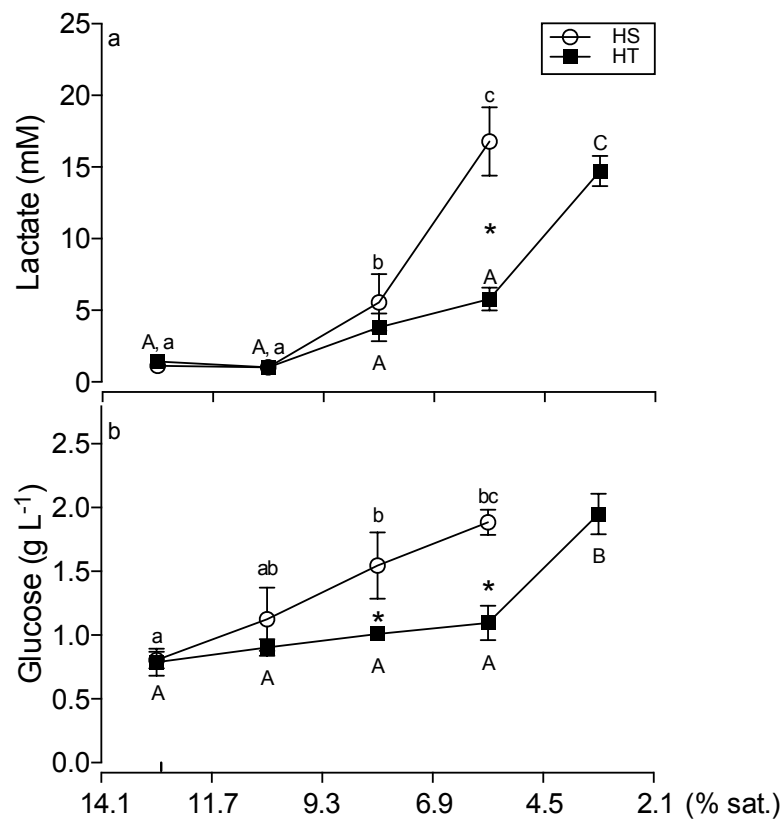 25
a
HS
HT
20
c
C
15
Lactate (mM)
10
*
b
A
5
A, a
A, a
A
0
b
2.5
bc
2.0
b
ab
B
1.5
*
Glucose (g L-1)
*
1.0
a
A
A
A
A
0.5
0.0
14.1 11.7 9.3 6.9 4.5 2.1 (% sat.)